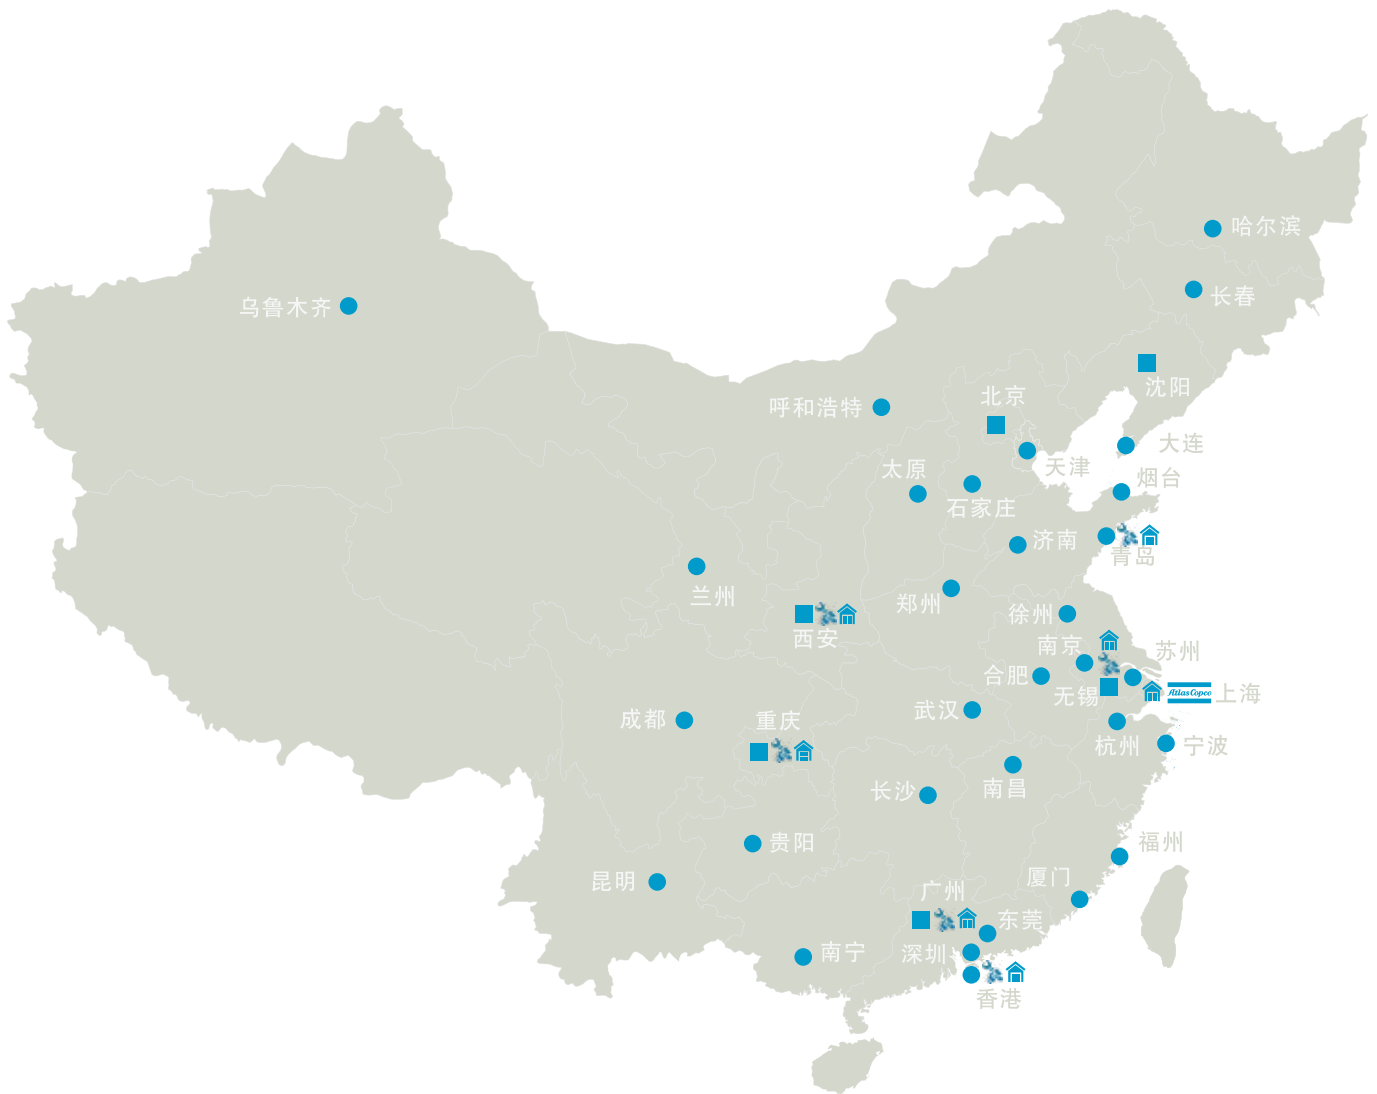 哈尔滨
长春
乌鲁木齐
沈阳
北京
呼和浩特
大连
天津
太原
烟台
石家庄
济南
青岛
兰州
郑州
徐州
西安
南京
苏州
合肥
无锡
Atlas Copco
上海
武汉
成都
重庆
杭州
宁波
南昌
长沙
贵阳
福州
昆明
厦门
广州
东莞
南宁
深圳
香港